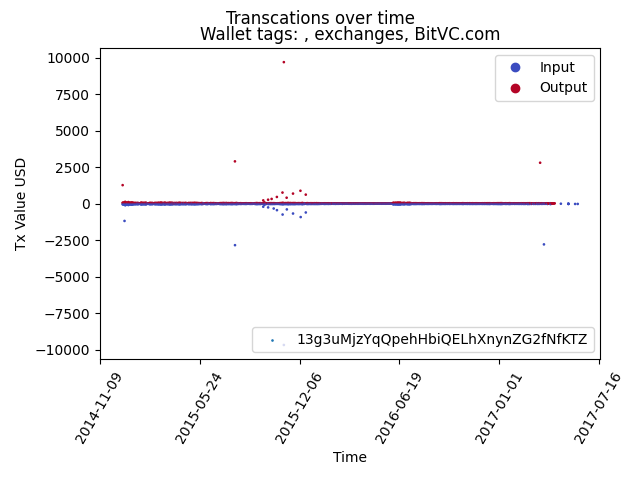 Transcations over time
Wallet tags: , exchanges, BitVC.com
Input
Output
10000
7500
5000
2500
0
−2500
−5000
−7500
−10000
Tx Value USD
13g3uMjzYqQpehHbiQELhXnynZG2fNfKTZ
2014-11-09
2015-05-24
2015-12-06
2016-06-19
2017-01-01
2017-07-16
Time